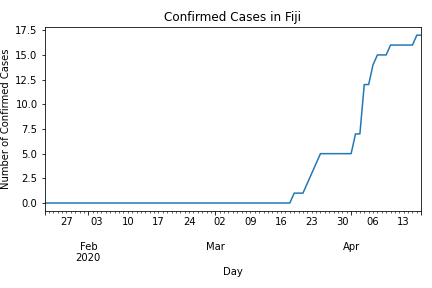 Confirmed Cases in Fiji
Number of Confirmed Cases
17.5
15.0
12.5
10.0
7.5
5.0
2.5
0.0
27 03 10 17 24 02 09 16 23 30 06 13
Feb Mar Apr
2020
Day